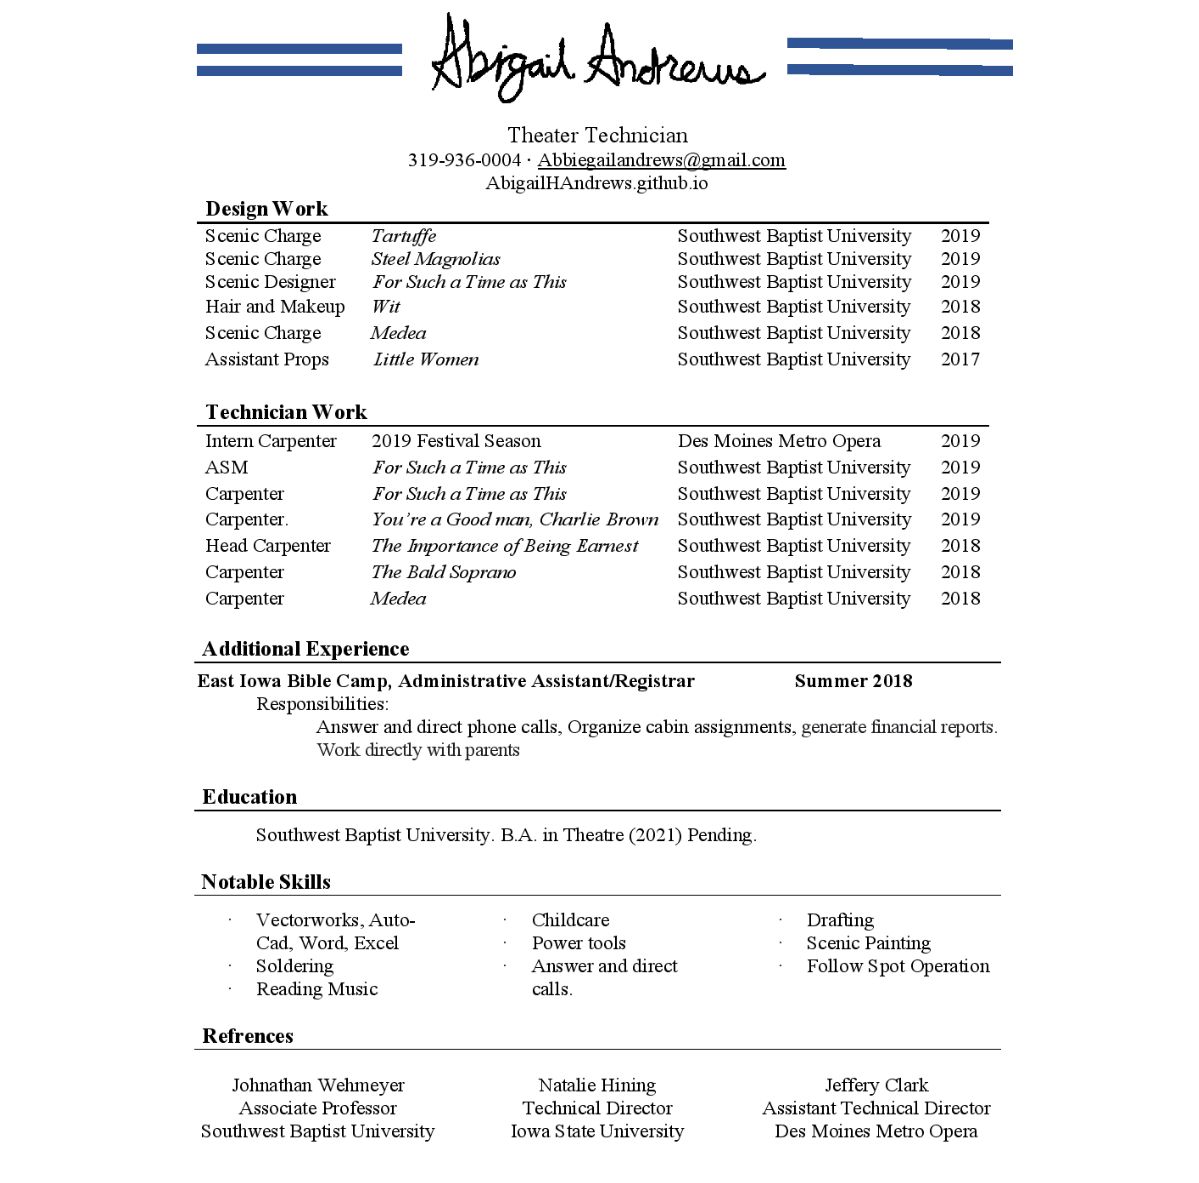 Abigail Andrews
Theater Technician
319-936-0004 · Abbiegailandrews@gmail.com
AbigailHAndrews.github.io
Design Work
Scenic Charge Tartuffe Southwest Baptist University 2019
Scenic Charge Steel Magnolias Southwest Baptist University 2019
Scenic Designer For Such a Time as This Southwest Baptist University 2019
Hair and Makeup Wit Southwest Baptist University 2018
Scenic Charge Medea Southwest Baptist University 2018
Assistant Props Little Women Southwest Baptist University 2017
Technician Work
Intern Carpenter 2019 Festival Season Des Moines Metro Opera 2019
ASM For Such a Time as This Southwest Baptist University 2019
Carpenter For Such a Time as This Southwest Baptist University 2019
Carpenter. You're a Good man, Charlie Brown Southwest Baptist University 2019
Head Carpenter The Importance of Being Earnest Southwest Baptist University 2018
Carpenter The Bald Soprano Southwest Baptist University 2018
Carpenter Medea Southwest Baptist University 2018
Additional Experience
East Iowa Bible Camp, Administrative Assistant/Registrar Summer 2018
Responsibilities:
Answer and direct phone calls, Organize cabin assignments, generate financial reports.
Work directly with parents
Education
Southwest Baptist University. B.A. in Theatre (2021) Pending.
Notable Skills
· Vectorworks, Auto-
Cad, Word, Excel
· Soldering
· Reading Music
· Childcare
· Power tools
· Answer and direct
calls.
· Drafting
· Scenic Painting
· Follow Spot Operation
Refrences
Johnathan Wehmeyer
Associate Professor
Southwest Baptist University
Natalie Hining
Technical Director
Iowa State University
Jeffery Clark
Assistant Technical Director
Des Moines Metro Opera